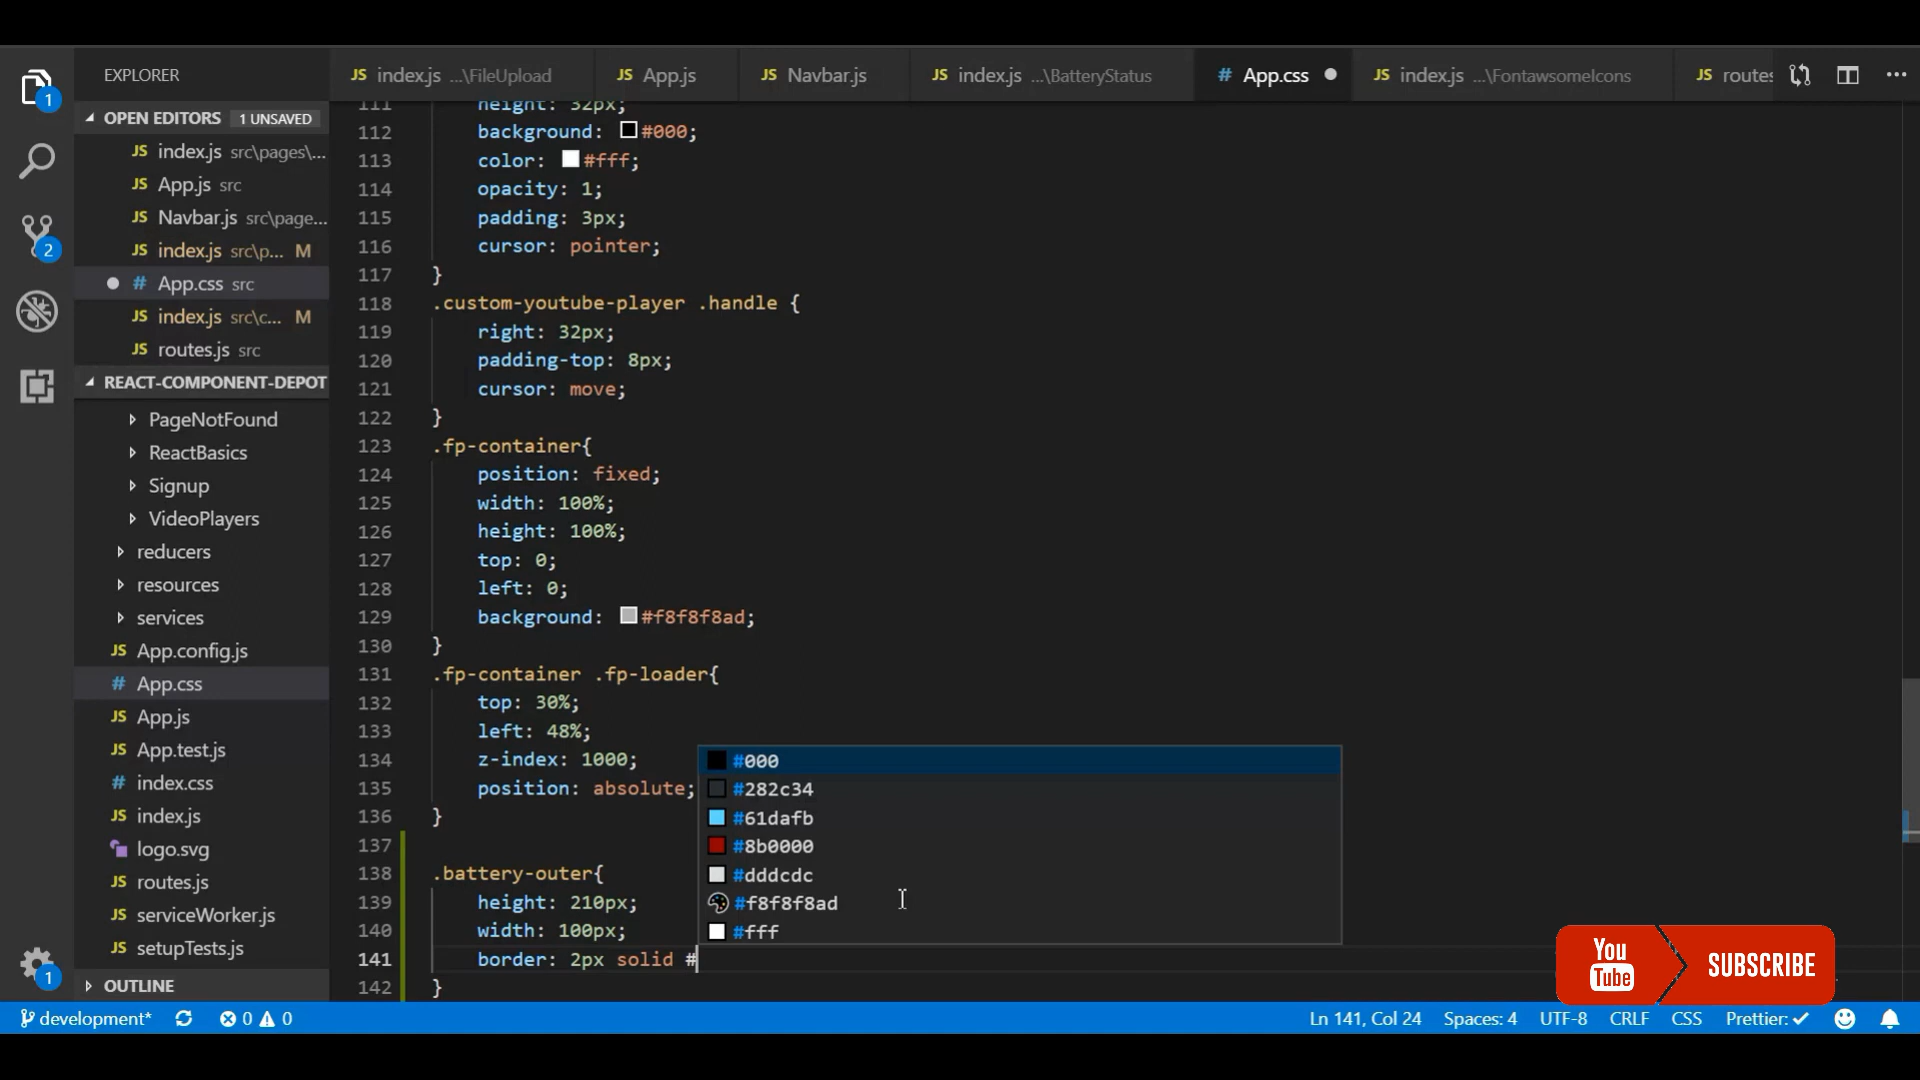 EXPLORER
OPEN EDITORS 1 UNSAVED
JS index.js src\pages\...
JS App.js src
JS Navbar.js src\page...
JS index.js src\p... M
# App.css src
JS index.js src\c... M
JS routes.js src
REACT-COMPONENT-DEPOT
PageNotFound
ReactBasics
Signup
VideoPlayers
reducers
resources
services
JS App.config.js
# App.css
JS App.js
JS App.test.js
# index.css
JS index.js
logo.svg
JS routes.js
JS serviceWorker.js
JS setupTests.js
OUTLINE
1
2
1
JS index.js ...\FileUpload JS App.js JS Navbar.js JS index.js ...\BatteryStatus # App.css JS index.js ...\FontawsomeIcons JS routes
111 height: 32px;
112 background: #000;
113 color: #fff;
114 opacity: 1;
115 padding: 3px;
116 cursor: pointer;
117 }
118 .custom-youtube-player .handle {
119 right: 32px;
120 padding-top: 8px;
121 cursor: move;
122 }
123 .fp-container{
124 position: fixed;
125 width: 100%;
126 height: 100%;
127 top: 0;
128 left: 0;
129 background: #f8f8f8ad;
130 }
131 .fp-container .fp-loader{
132 top: 30%;
133 left: 48%;
134 z-index: 1000;
135 position: absolute;
136 }
137
138 .battery-outer{
139 height: 210px;
140 width: 100px;
141 border: 2px solid #
142 }
#000
#282c34
#61dafb
#8b0000
#dddcdc
#f8f8f8ad
#fff
You
Tube
SUBSCRIBE
development* 0 0 Ln 141, Col 24 Spaces: 4 UTF-8 CRLF CSS Prettier: ✓